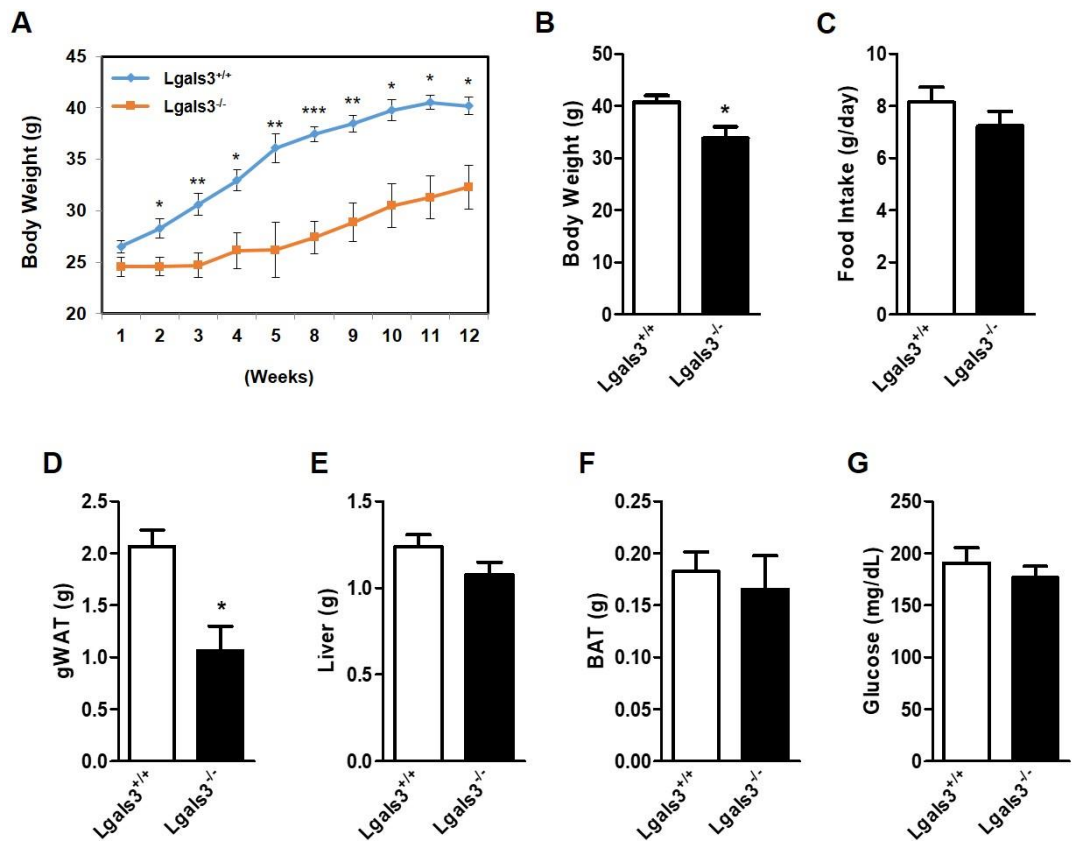 A
Body Weight (g)
45
40
35
30
25
20
Lgals3+/+
Lgals3-/-
* ** * ** *** ** * * *
1 2 3 4 5 8 9 10 11 12
(Weeks)
B
Body Weight (g)
50
40
30
20
10
0
*
Lgals3+/+
Lgals3-/-
C
Food Intake (g/day)
10
8
6
4
2
0
Lgals3+/+
Lgals3-/-
D
gWAT (g)
2.5
2.0
1.5
1.0
0.5
0.0
*
Lgals3+/+
Lgals3-/-
E
Liver (g)
1.5
1.0
0.5
0.0
Lgals3+/+
Lgals3-/-
F
BAT (g)
0.25
0.20
0.15
0.10
0.05
0.00
Lgals3+/+
Lgals3-/-
G
Glucose (mg/dL)
250
200
150
100
50
0
Lgals3+/+
Lgals3-/-